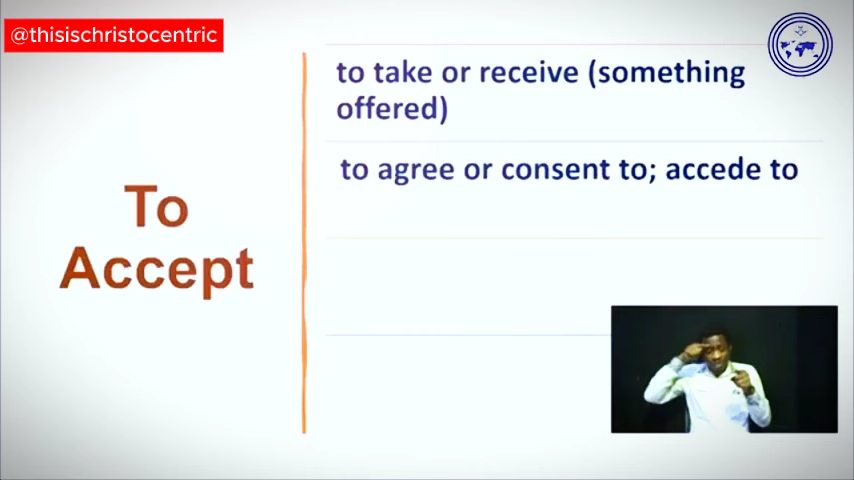 @thisischristocentric
To
Accept
to take or receive (something
offered)
to agree or consent to; accede to